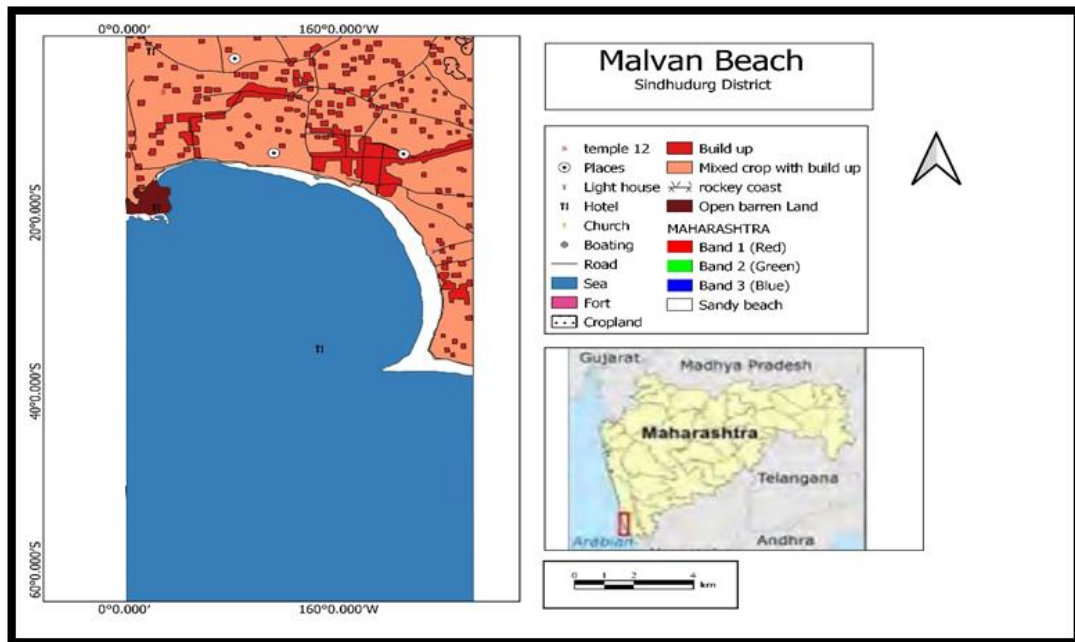 0°0.000′ 160°0.000′W
20°0.000′S
40°0.000′S
60°0.000′S
0°0.000′ 160°0.000′W
Malvan Beach
Sindhudurg District
temple 12
Places
Light house
Hotel
Church
Boating
Road
Sea
Fort
Cropland
Build up
Mixed crop with build up
rockey coast
Open barren Land
MAHARASHTRA
Band 1 (Red)
Band 2 (Green)
Band 3 (Blue)
Sandy beach
Gujarat
Madhya Pradesh
Maharashtra
Telangana
Arabian
Andhra
0 1 2 4
km